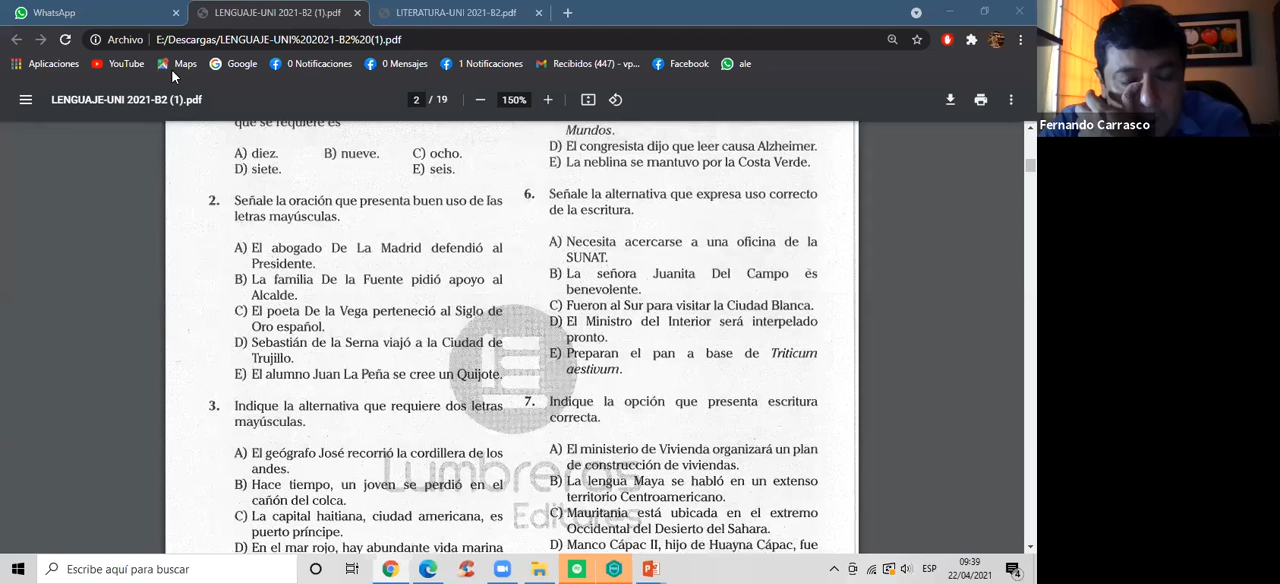 WhatsApp
LENGUAJE-UNI 2021-B2 (1).pdf
LITERATURA-UNI 2021-B2.pdf
Archivo
E:/Descargas/LENGUAJE-UNI%202021-B2%20(1).pdf
Aplicaciones
YouTube
Maps
Google
0 Notificaciones
0 Mensajes
1 Notificaciones
Recibidos (447) - vp...
Facebook
ale
LENGUAJE-UNI 2021-B2 (1).pdf
2 / 19
150%
Fernando Carrasco
que se requiere es
A) diez. B) nueve. C) ocho.
D) siete. E) seis.
2. Señale la oración que presenta buen uso de las
letras mayúsculas.
A) El abogado De La Madrid defendió al
Presidente.
B) La familia De la Fuente pidió apoyo al
Alcalde.
C) El poeta De la Vega perteneció al Siglo de
Oro español.
D) Sebastián de la Serna viajó a la Ciudad de
Trujillo.
E) El alumno Juan La Peña se cree un Quijote.
3. Indique la alternativa que requiere dos letras
mayúsculas.
A) El geógrafo José recorrió la cordillera de los
andes.
B) Hace tiempo, un joven se perdió en el
cañón del colca.
C) La capital haitiana, ciudad americana, es
puerto príncipe.
D) En el mar rojo, hay abundante vida marina
Mundos.
D) El congresista dijo que leer causa Alzheimer.
E) La neblina se mantuvo por la Costa Verde.
6. Señale la alternativa que expresa uso correcto
de la escritura.
A) Necesita acercarse a una oficina de la
SUNAT.
B) La señora Juanita Del Campo es
benevolente.
C) Fueron al Sur para visitar la Ciudad Blanca.
D) El Ministro del Interior será interpelado
pronto.
E) Preparan el pan a base de Triticum
aestivum.
7. Indique la opción que presenta escritura
correcta.
A) El ministerio de Vivienda organizará un plan
de construcción de viviendas.
B) La lengua Maya se habló en un extenso
territorio Centroamericano.
C) Mauritania está ubicada en el extremo
Occidental del Desierto del Sahara.
D) Manco Cápac II, hijo de Huayna Cápac, fue
Lumbreras
Editores
Escribe aquí para buscar
ESP
09:39
22/04/2021
4